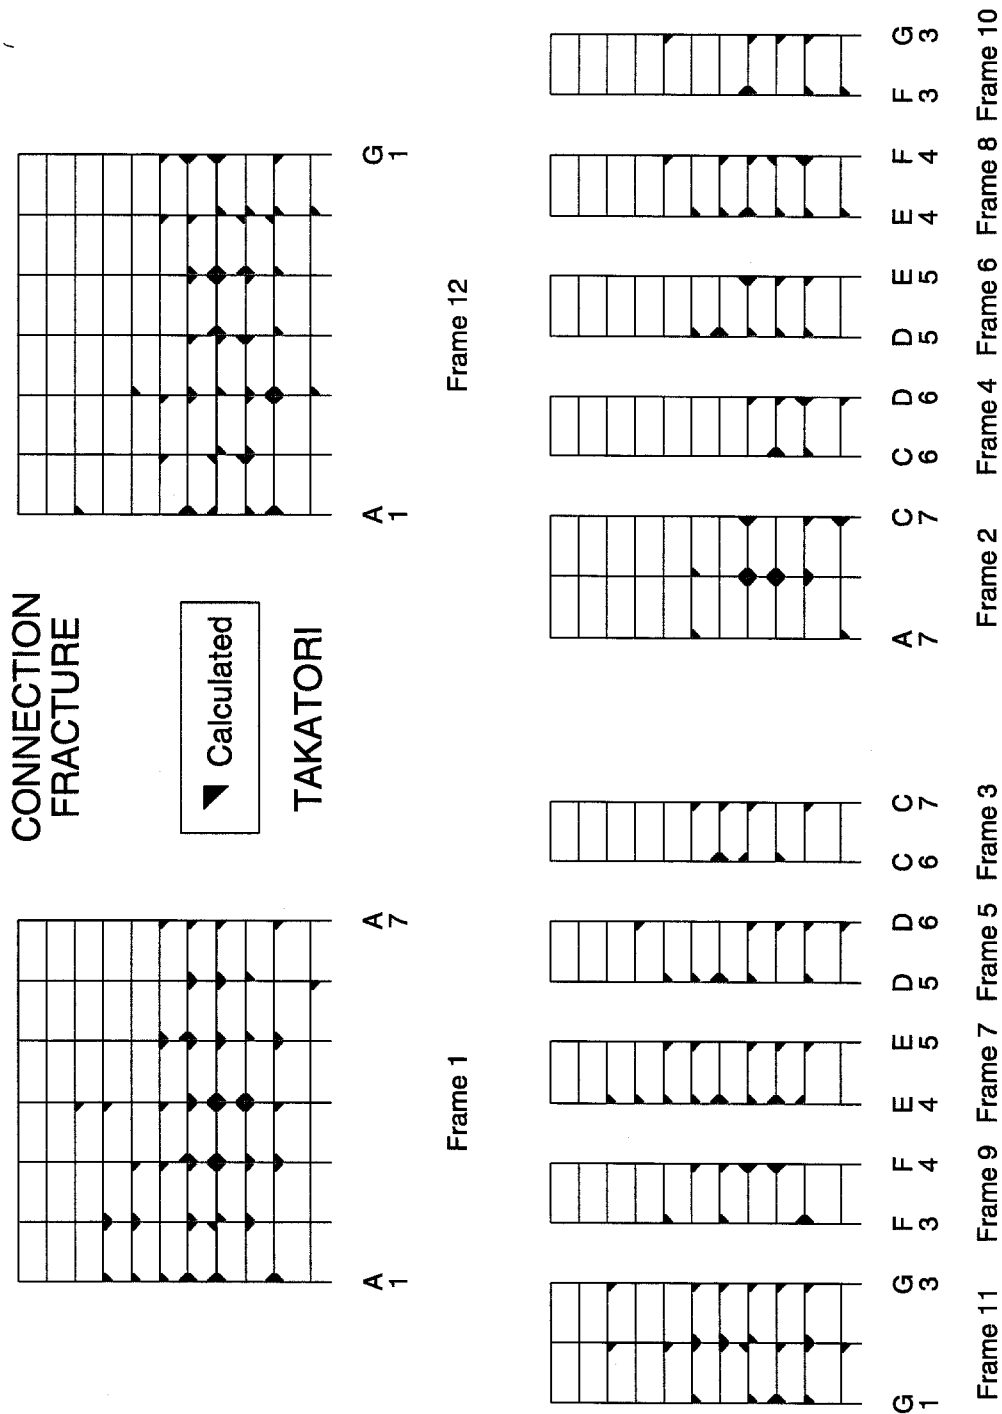 CONNECTION
FRACTURE
Calculated
TAKATORI
A A A G
1 7 1 1
Frame 1 Frame 12
G G F F E E D D C C A C C D D E E F F G
1 3 3 4 4 5 5 6 6 7 7 7 6 6 5 5 4 4 3 3
Frame 11 Frame 9 Frame 7 Frame 5 Frame 3 Frame 2 Frame 4 Frame 6 Frame 8 Frame 10